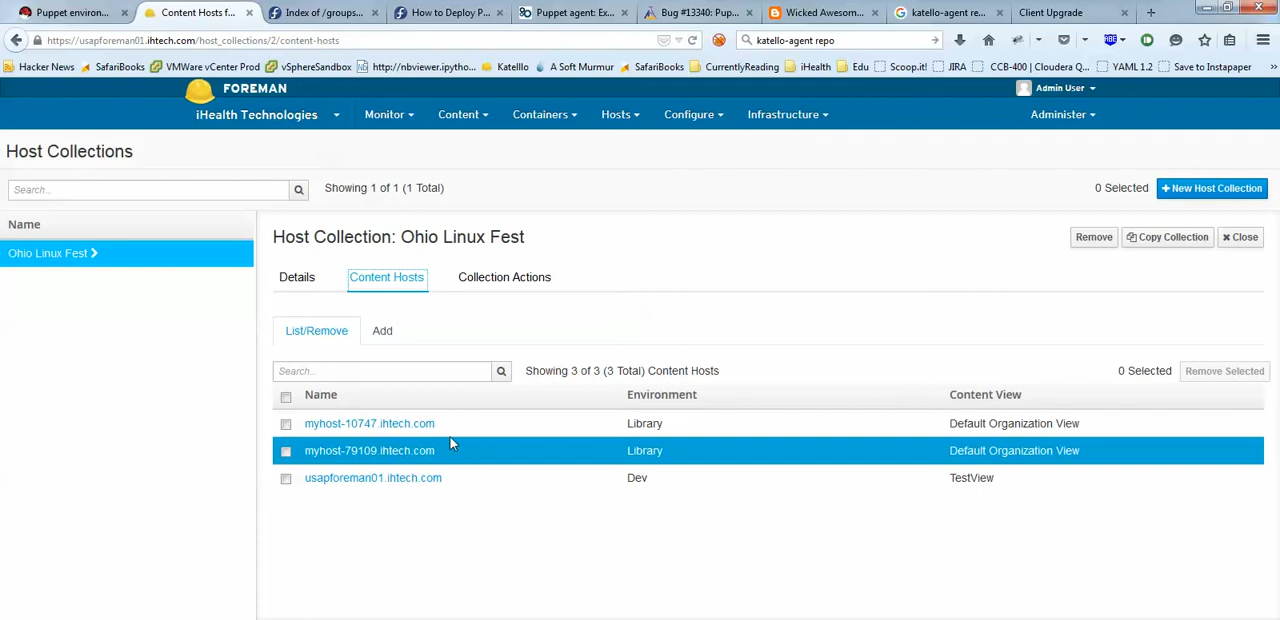 Puppet environ...
Content Hosts f...
Index of /groups...
How to Deploy P...
Puppet agent: Ex...
Bug #13340: Pup...
Wicked Awesom...
katello-agent re...
Client Upgrade
https://usapforeman01.ihtech.com/host_collections/2/content-hosts
katello-agent repo
ABE
Hacker News
SafariBooks
VMWare vCenter Prod
vSphereSandbox
http://nbviewer.ipytho...
Katelllo
A Soft Murmur
SafariBooks
CurrentlyReading
iHealth
Edu
Scoop.it!
JIRA
CCB-400 | Cloudera Q...
YAML 1.2
Save to Instapaper
FOREMAN
Admin User
iHealth Technologies
Monitor
Content
Containers
Hosts
Configure
Infrastructure
Administer
Host Collections
Search...
Showing 1 of 1 (1 Total)
0 Selected
+ New Host Collection
Name
Ohio Linux Fest
Host Collection: Ohio Linux Fest
Remove
Copy Collection
Close
Details
Content Hosts
Collection Actions
List/Remove
Add
Search...
Showing 3 of 3 (3 Total) Content Hosts
0 Selected
Remove Selected
Name Environment Content View
myhost-10747.ihtech.com Library Default Organization View
myhost-79109.ihtech.com Library Default Organization View
usapforeman01.ihtech.com Dev TestView